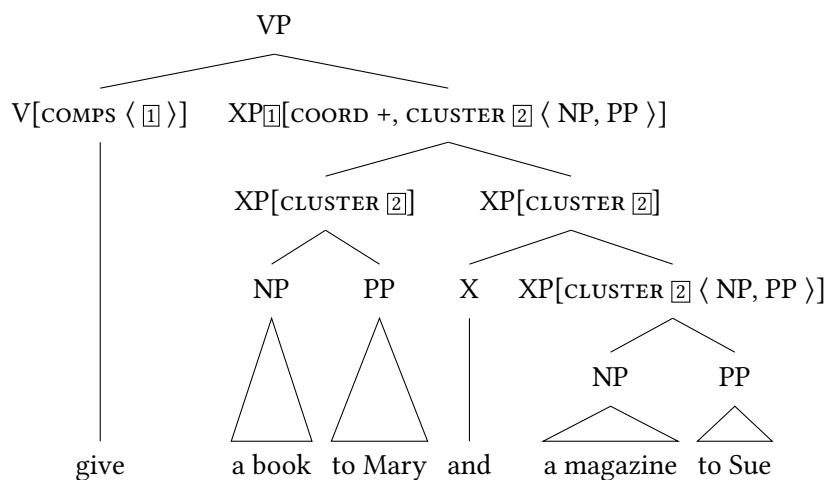 VP
V[COMPS ⟨ 1 ⟩] XP1[COORD +, CLUSTER 2 ⟨ NP, PP ⟩]
XP[CLUSTER 2] XP[CLUSTER 2]
NP PP X XP[CLUSTER 2 ⟨ NP, PP ⟩]
NP PP
give a book to Mary and a magazine to Sue